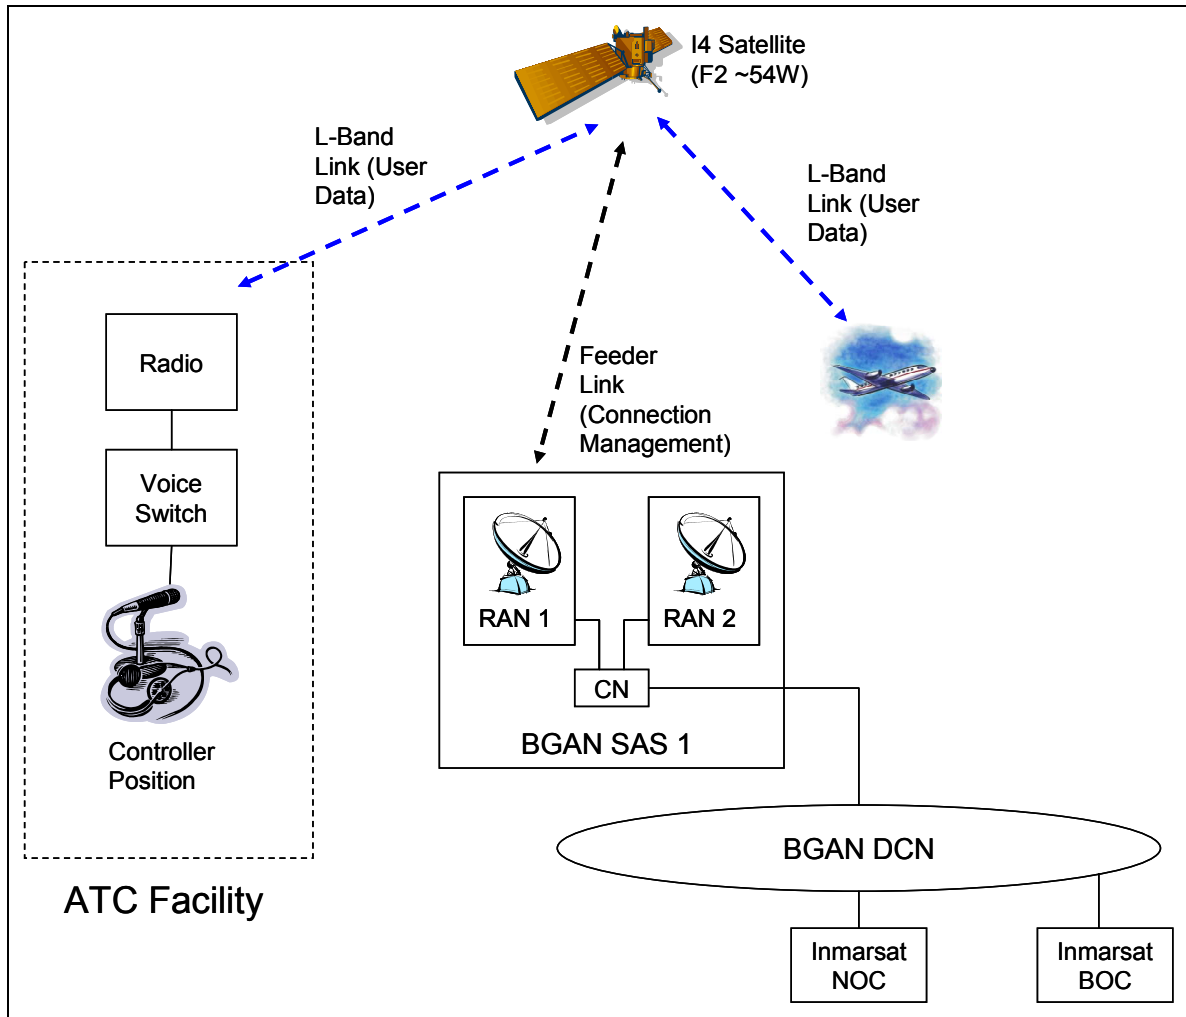 I4 Satellite
(F2 ~54W)
L-Band
Link (User
Data)
L-Band
Link (User
Data)
Radio
Feeder
Link
(Connection
Management)
Voice
Switch
RAN 1
RAN 2
CN
BGAN SAS 1
Controller
Position
BGAN DCN
ATC Facility
Inmarsat
NOC
Inmarsat
BOC